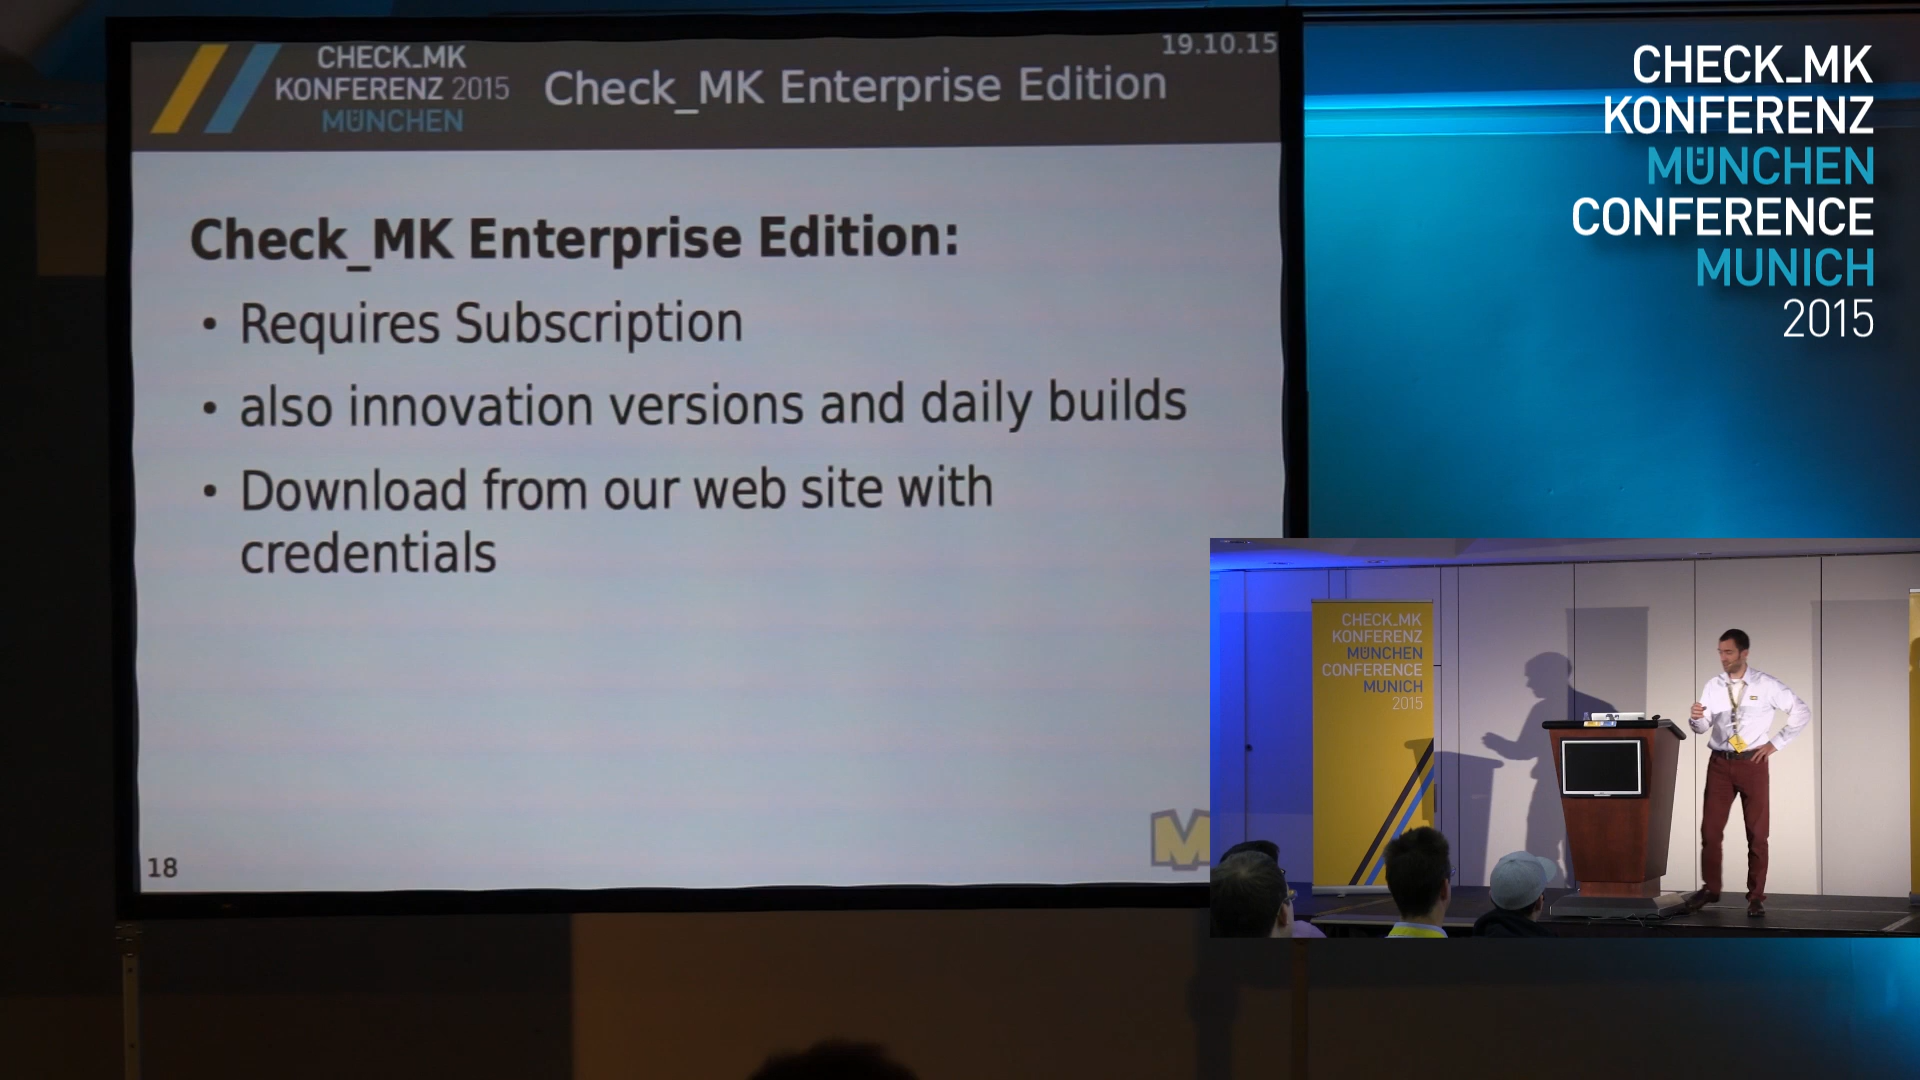 CHECK_MK
KONFERENZ 2015
MÜNCHEN
Check_MK Enterprise Edition
19.10.15
Check_MK Enterprise Edition:
• Requires Subscription
• also innovation versions and daily builds
• Download from our web site with
credentials
18
M
CHECK_MK
KONFERENZ
MÜNCHEN
CONFERENCE
MUNICH
2015
CHECK_MK
KONFERENZ
MÜNCHEN
CONFERENCE
MUNICH
2015